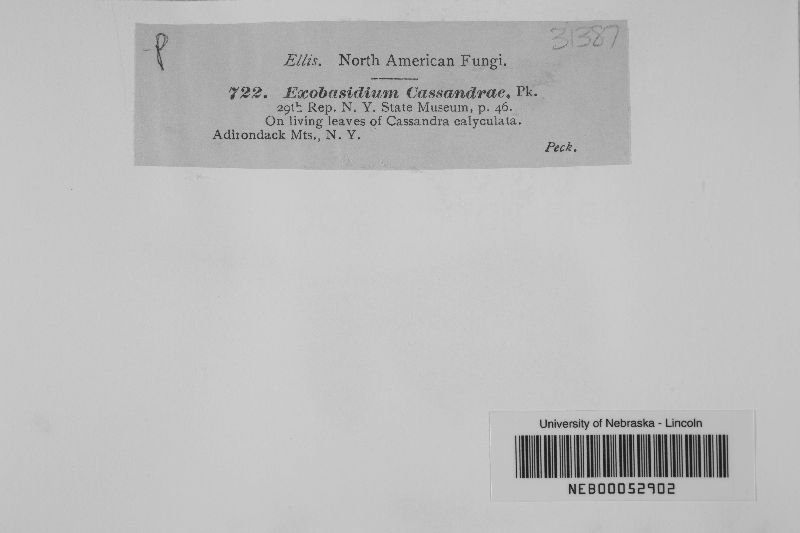 P
31387
Ellis. North American Fungi.
722. Exobasidium Cassandrae, Pk.
29th Rep. N. Y. State Museum, p. 46.
On living leaves of Cassandra calyculata.
Adirondack Mts., N. Y.
Peck.
University of Nebraska - Lincoln
NEB00052902